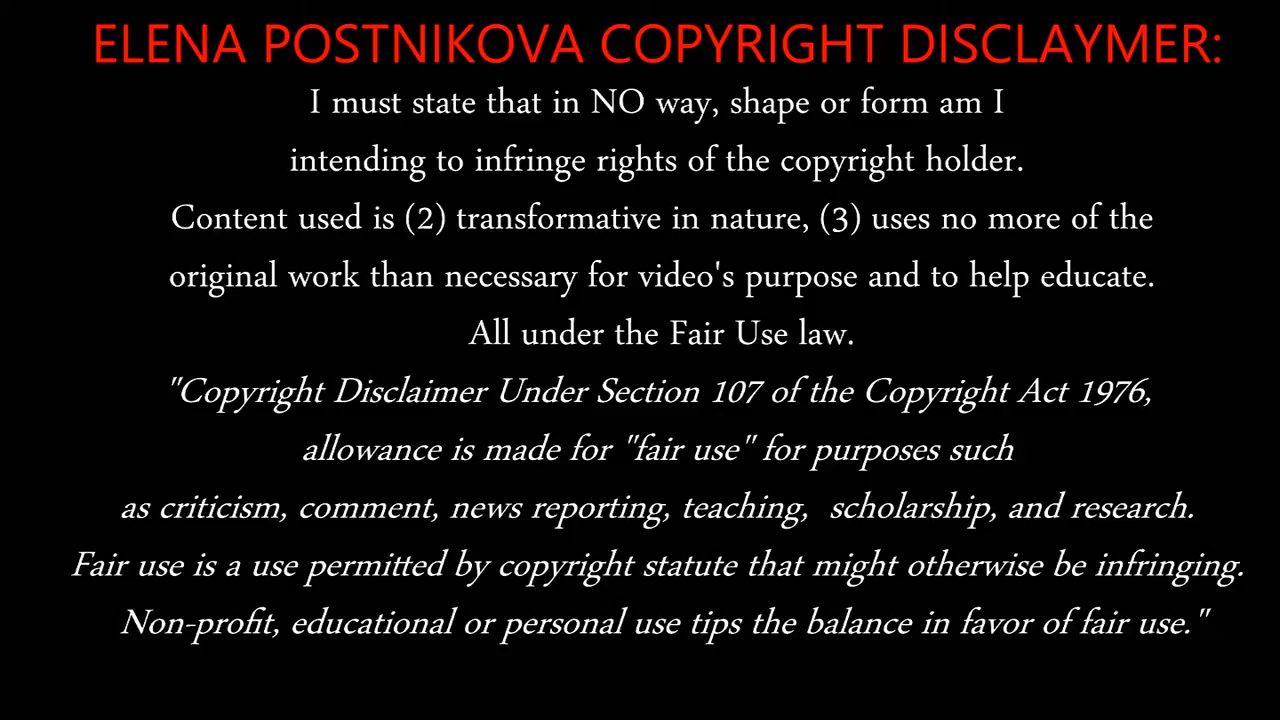 ELENA POSTNIKOVA COPYRIGHT DISCLAYMER:
I must state that in NO way, shape or form am I
intending to infringe rights of the copyright holder.
Content used is (2) transformative in nature, (3) uses no more of the
original work than necessary for video's purpose and to help educate.
All under the Fair Use law.
"Copyright Disclaimer Under Section 107 of the Copyright Act 1976,
allowance is made for "fair use" for purposes such
as criticism, comment, news reporting, teaching,  scholarship, and research.
Fair use is a use permitted by copyright statute that might otherwise be infringing.
Non-profit, educational or personal use tips the balance in favor of fair use."